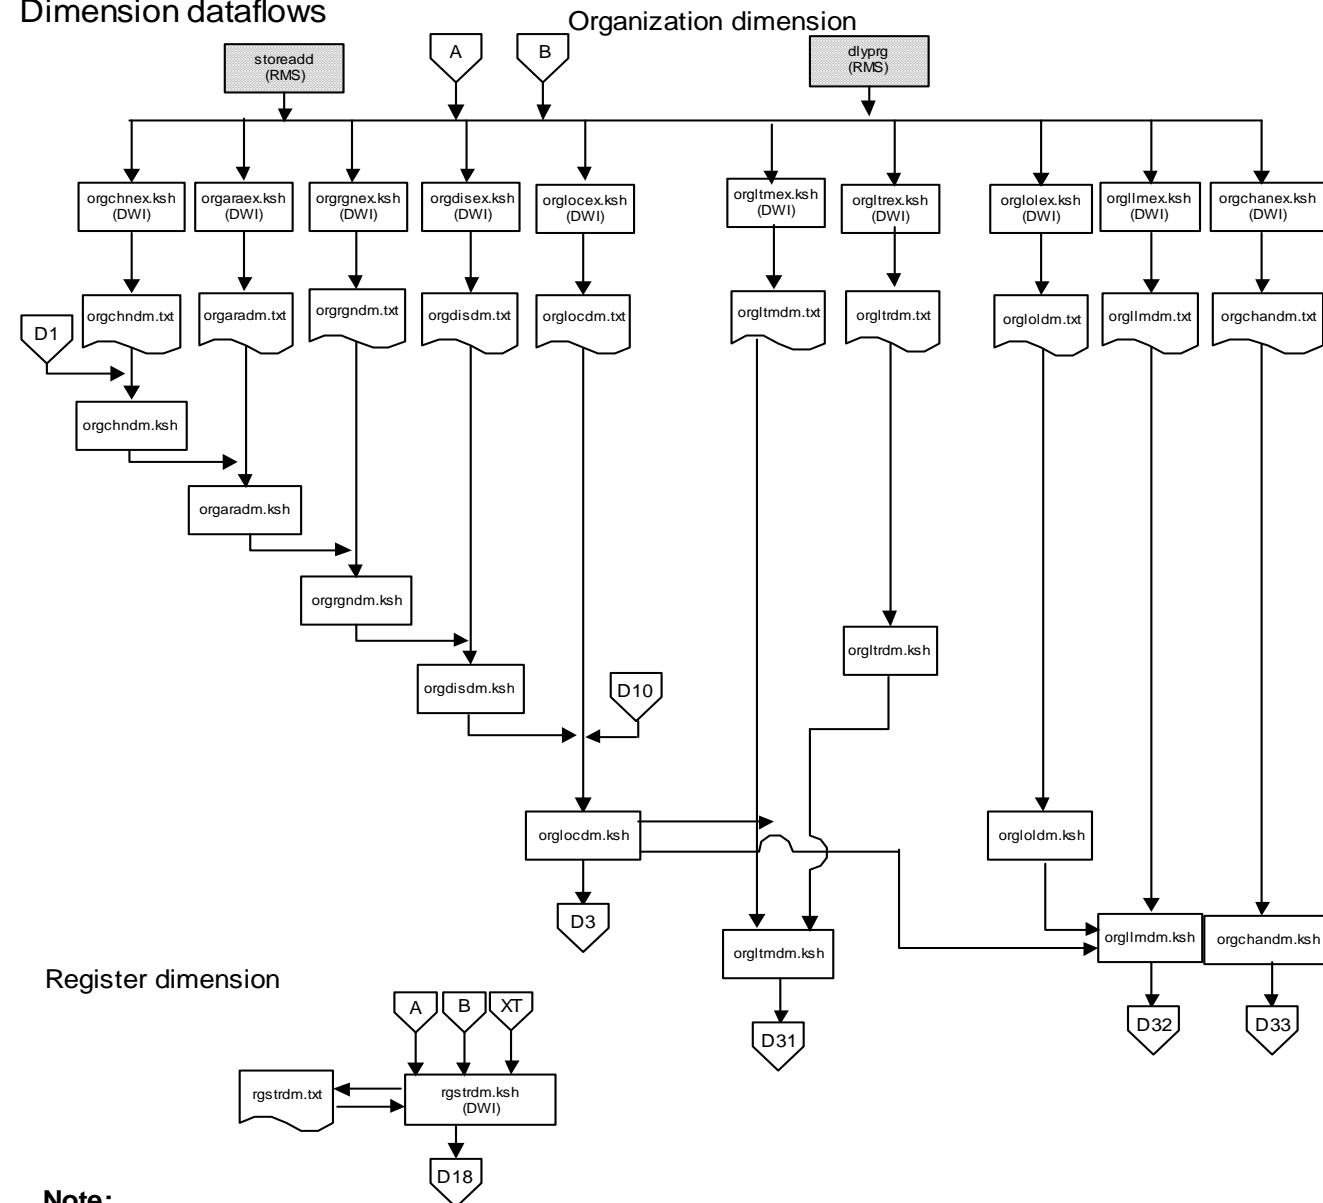 Dimension dataflows
Organization dimension
storeadd
(RMS)
A
B
dlyprg
(RMS)
orgchnex.ksh
(DWI)
orgaraex.ksh
(DWI)
orgrgnex.ksh
(DWI)
orgdisex.ksh
(DWI)
orglocex.ksh
(DWI)
orgltmex.ksh
(DWI)
orgltrex.ksh
(DWI)
orglolex.ksh
(DWI)
orgllmex.ksh
(DWI)
orgchanex.ksh
(DWI)
orgchndm.txt
orgaradm.txt
orgrgndm.txt
orgdisdm.txt
orglocdm.txt
orgltmdm.txt
orgltrdm.txt
orgloldm.txt
orgllmdm.txt
orgchandm.txt
D1
orgchndm.ksh
orgaradm.ksh
orgrgndm.ksh
orgltrdm.ksh
orgdisdm.ksh
D10
orglocdm.ksh
orgloldm.ksh
D3
orgltmdm.ksh
orgllmdm.ksh
orgchandm.ksh
D31
D32
D33
Register dimension
A
B
XT
rgstrdm.txt
rgstrdm.ksh
(DWI)
D18
Note: